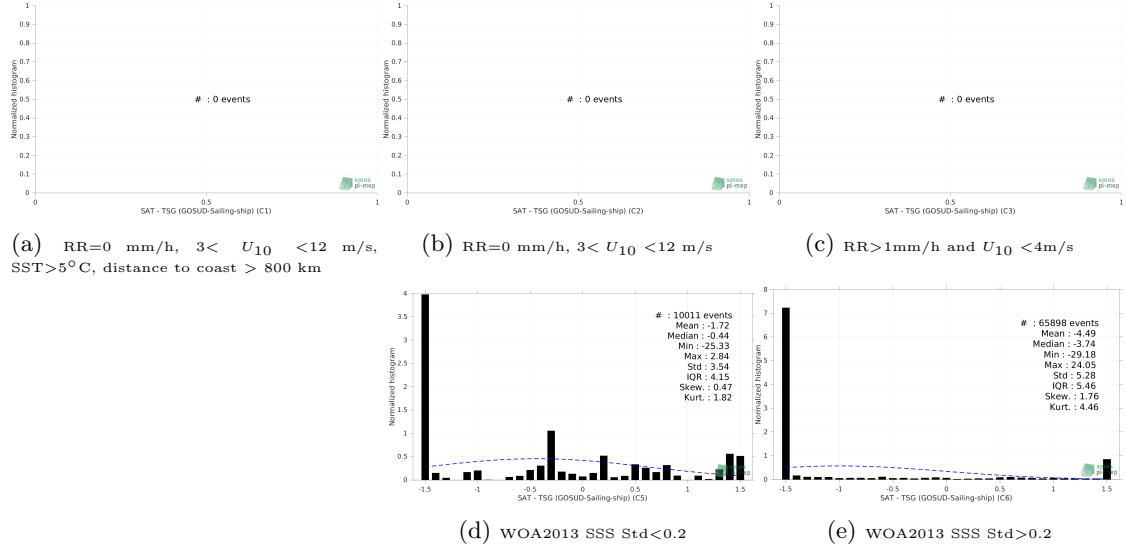 1
0.9
0.8
0.7
0.6
0.5
0.4
0.3
0.2
0.1
0
Normalized histogram
# : 0 events
smos
pi-mep
0 0.5 1
SAT - TSG (GOSUD-Sailing-ship) (C1)
(a) RR=0 mm/h, 3< U10 <12 m/s,
SST>5°C, distance to coast > 800 km
1
0.9
0.8
0.7
0.6
0.5
0.4
0.3
0.2
0.1
0
Normalized histogram
# : 0 events
smos
pi-mep
0 0.5 1
SAT - TSG (GOSUD-Sailing-ship) (C2)
(b) RR=0 mm/h, 3< U10 <12 m/s
1
0.9
0.8
0.7
0.6
0.5
0.4
0.3
0.2
0.1
0
Normalized histogram
# : 0 events
smos
pi-mep
0 0.5 1
SAT - TSG (GOSUD-Sailing-ship) (C3)
(c) RR>1mm/h and U10 <4m/s
4
3.5
3
2.5
2
1.5
1
0.5
0
Normalized histogram
# : 10011 events
Mean : -1.72
Median : -0.44
Min : -25.33
Max : 2.84
Std : 3.54
IQR : 4.15
Skew. : 0.47
Kurt. : 1.82
smos
pi-mep
-1.5 -1 -0.5 0 0.5 1 1.5
SAT - TSG (GOSUD-Sailing-ship) (C5)
(d) WOA2013 SSS Std<0.2
8
7
6
5
4
3
2
1
0
Normalized histogram
# : 65898 events
Mean : -4.49
Median : -3.74
Min : -29.18
Max : 24.05
Std : 5.28
IQR : 5.46
Skew. : 1.76
Kurt. : 4.46
smos
pi-mep
-1.5 -1 -0.5 0 0.5 1 1.5
SAT - TSG (GOSUD-Sailing-ship) (C6)
(e) WOA2013 SSS Std>0.2